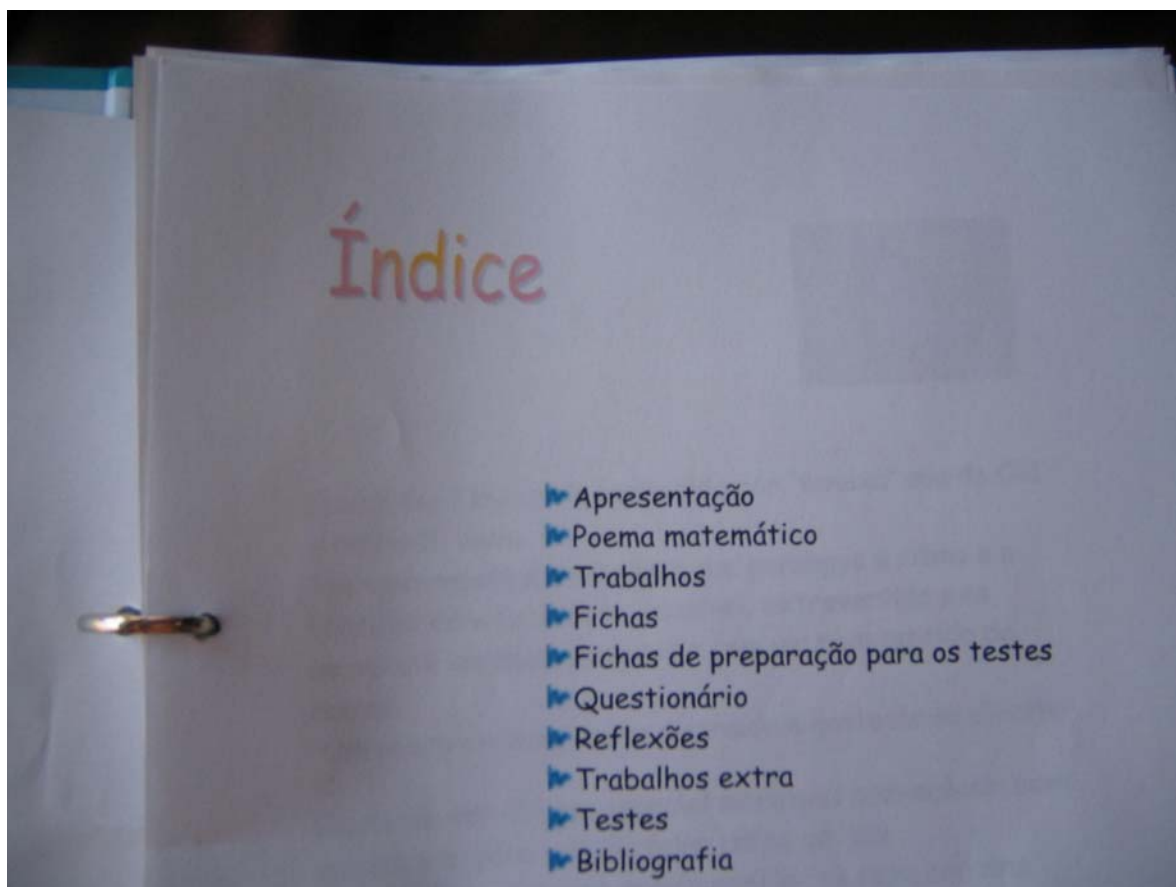 Índice
Apresentação
Poema matemático
Trabalhos
Fichas
Fichas de preparação para os testes
Questionário
Reflexões
Trabalhos extra
Testes
Bibliografia